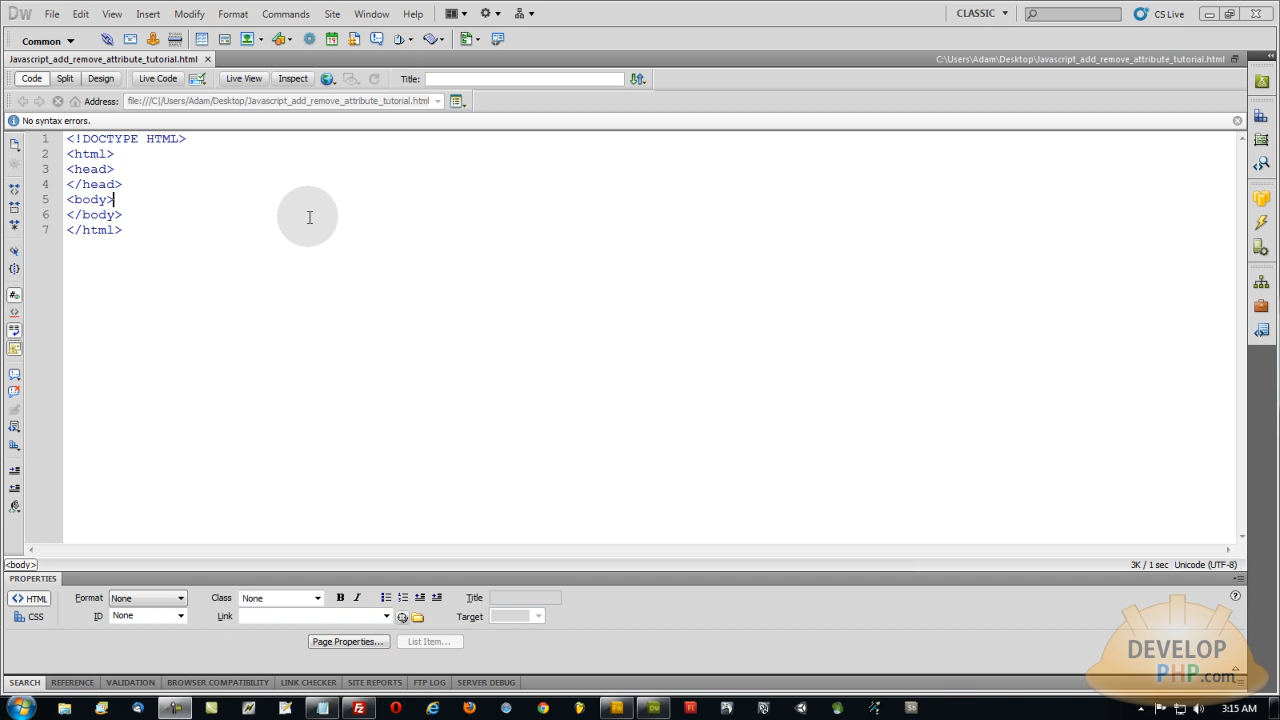 Dw File Edit View Insert Modify Format Commands Site Window Help CLASSIC CS Live
Common
Javascript_add_remove_attribute_tutorial.html C:\Users\Adam\Desktop\Javascript_add_remove_attribute_tutorial.html
Code Split Design Live Code Live View Inspect Title:
Address: file:///C|/Users/Adam/Desktop/Javascript_add_remove_attribute_tutorial.html
No syntax errors.
1 <!DOCTYPE HTML>
2 <html>
3 <head>
4 </head>
5 <body>
6 </body>
7 </html>
<body> 3K / 1 sec Unicode (UTF-8)
PROPERTIES
<> HTML Format None Class None B I Title
CSS ID None Link Target
Page Properties... List Item...
DEVELOP
PHP.com
SEARCH REFERENCE VALIDATION BROWSER COMPATIBILITY LINK CHECKER SITE REPORTS FTP LOG SERVER DEBUG
3:15 AM